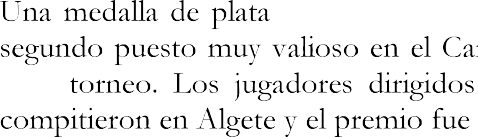 Una medalla de plata
segundo puesto muy valioso en el
torneo. Los jugadores dirigidos
compitieron en Algete y el premio fue